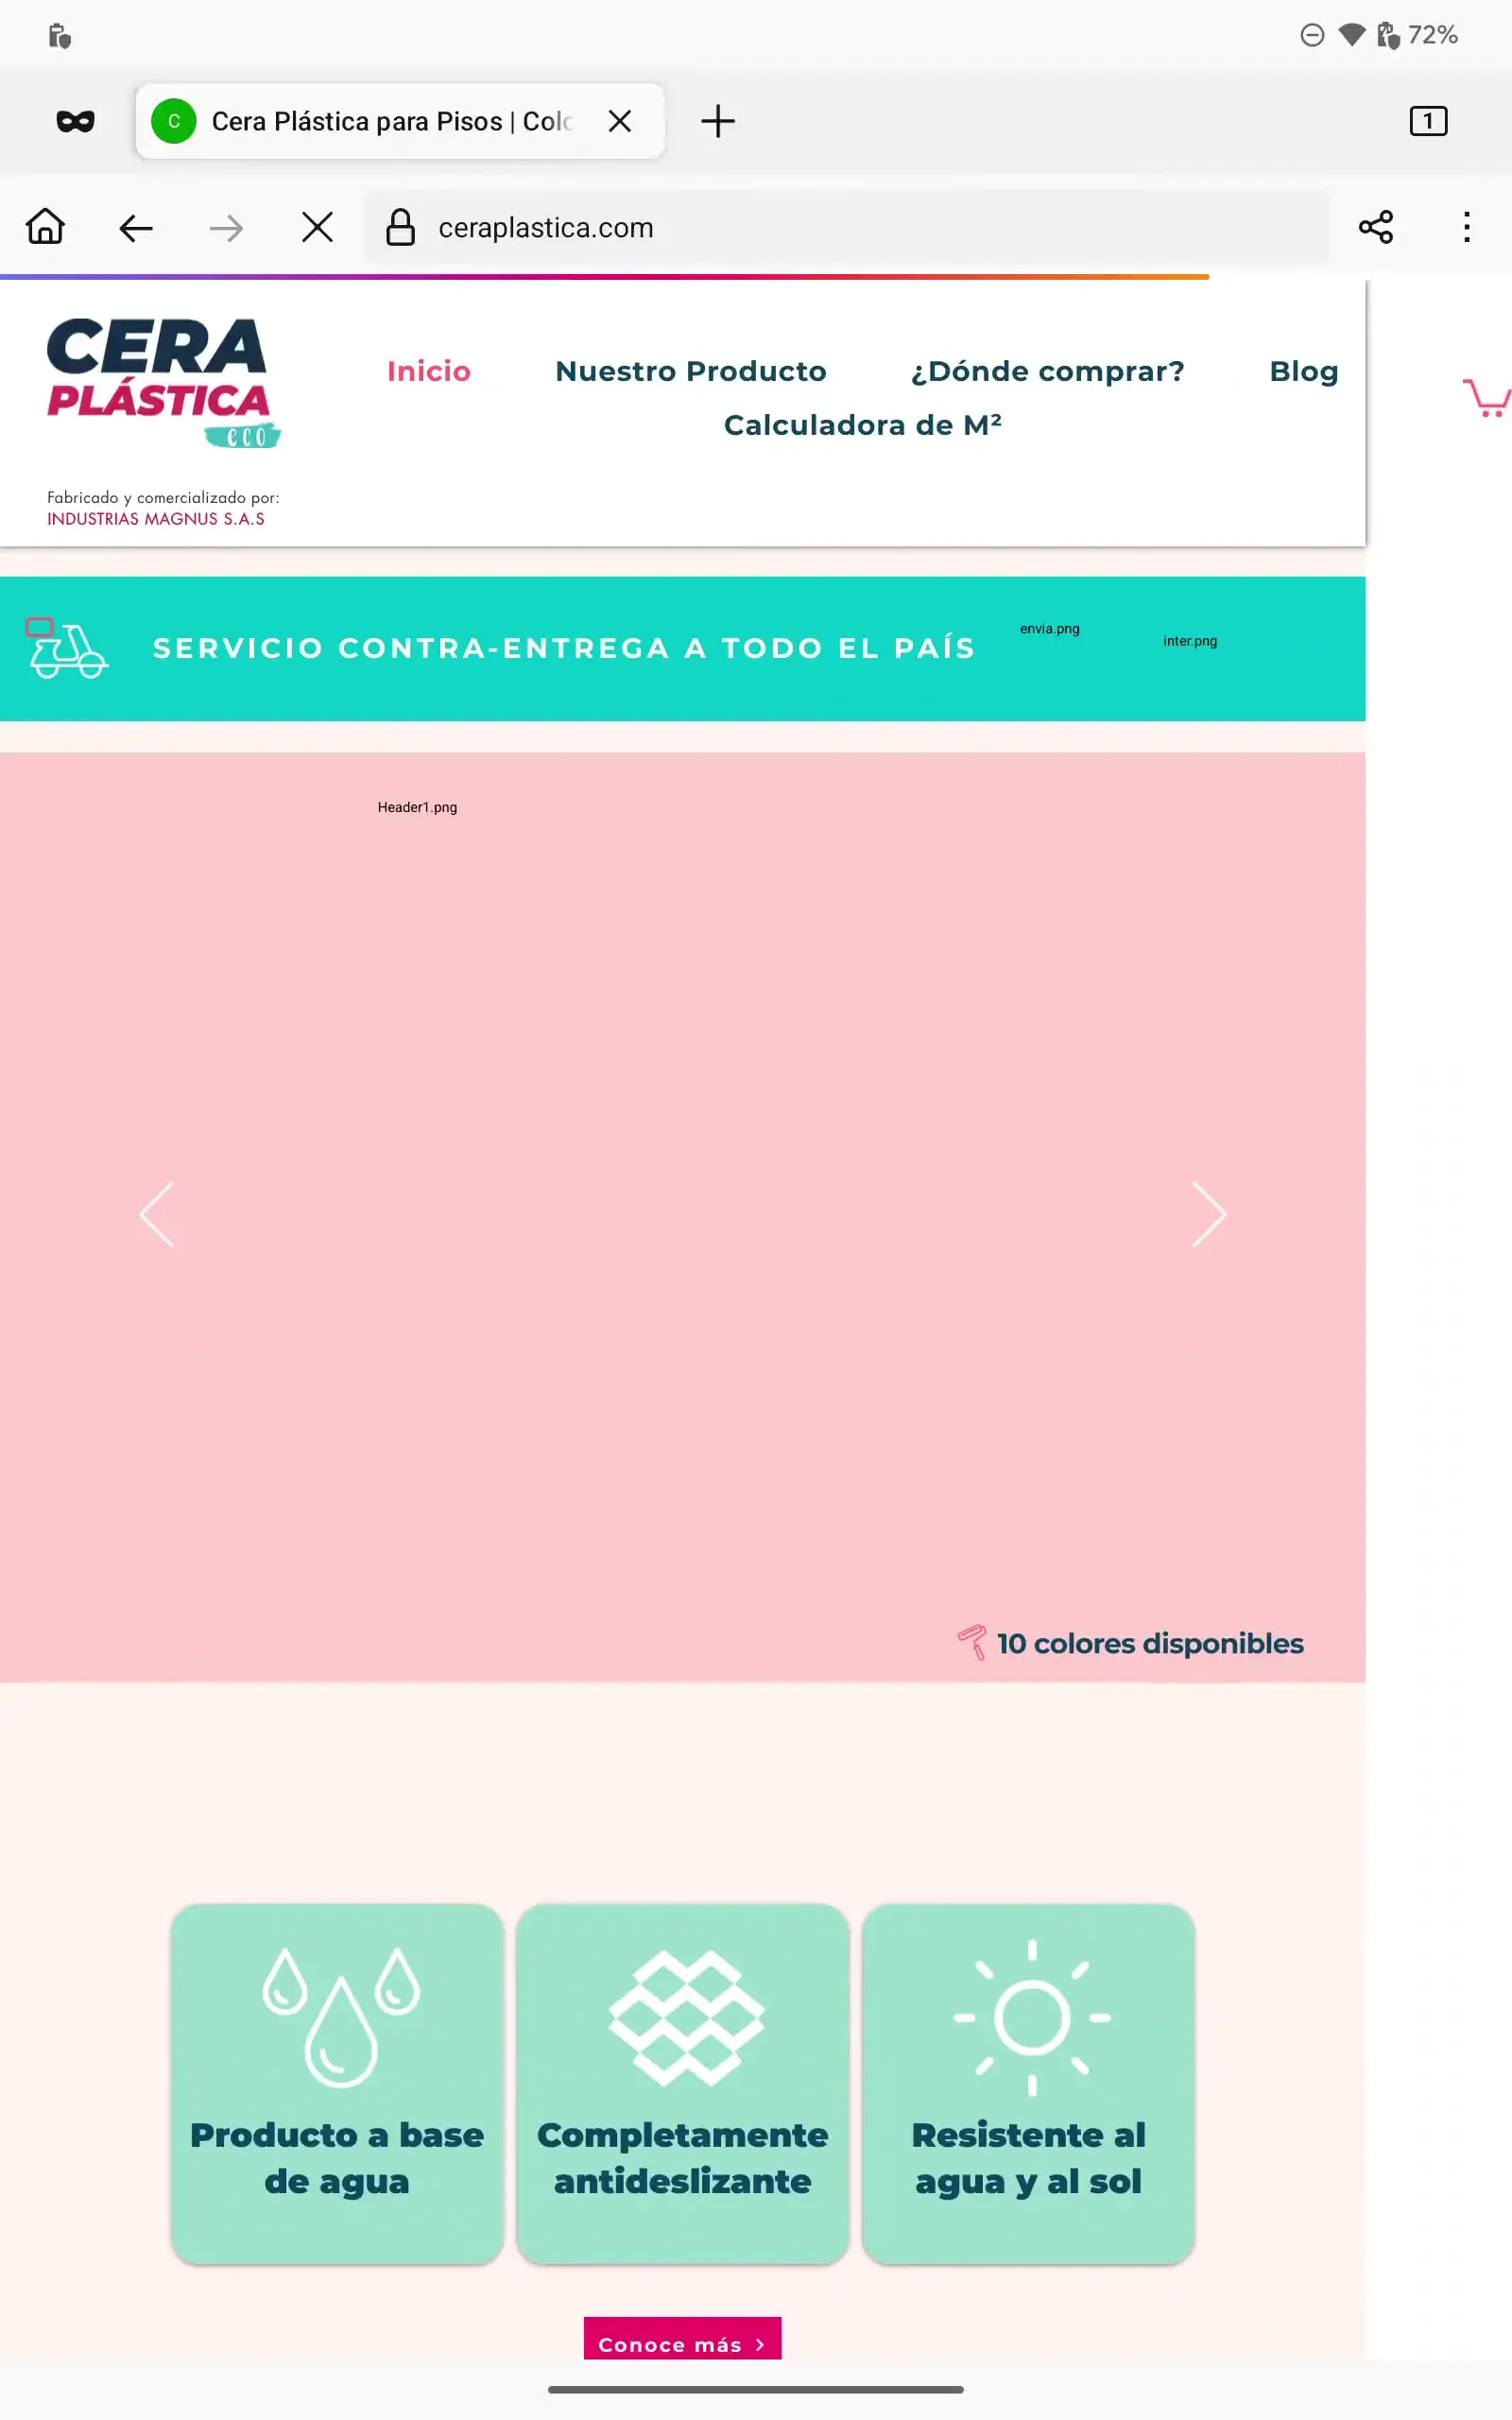 72%
C
Cera Plástica para Pisos | Colo
1
ceraplastica.com
CERA
PLÁSTICA
eco
Inicio
Nuestro Producto
¿Dónde comprar?
Blog
Calculadora de M²
Fabricado y comercializado por:
INDUSTRIAS MAGNUS S.A.S
SERVICIO CONTRA-ENTREGA A TODO EL PAÍS
envia.png
inter.png
Header1.png
10 colores disponibles
Producto a base
de agua
Completamente
antideslizante
Resistente al
agua y al sol
Conoce más >